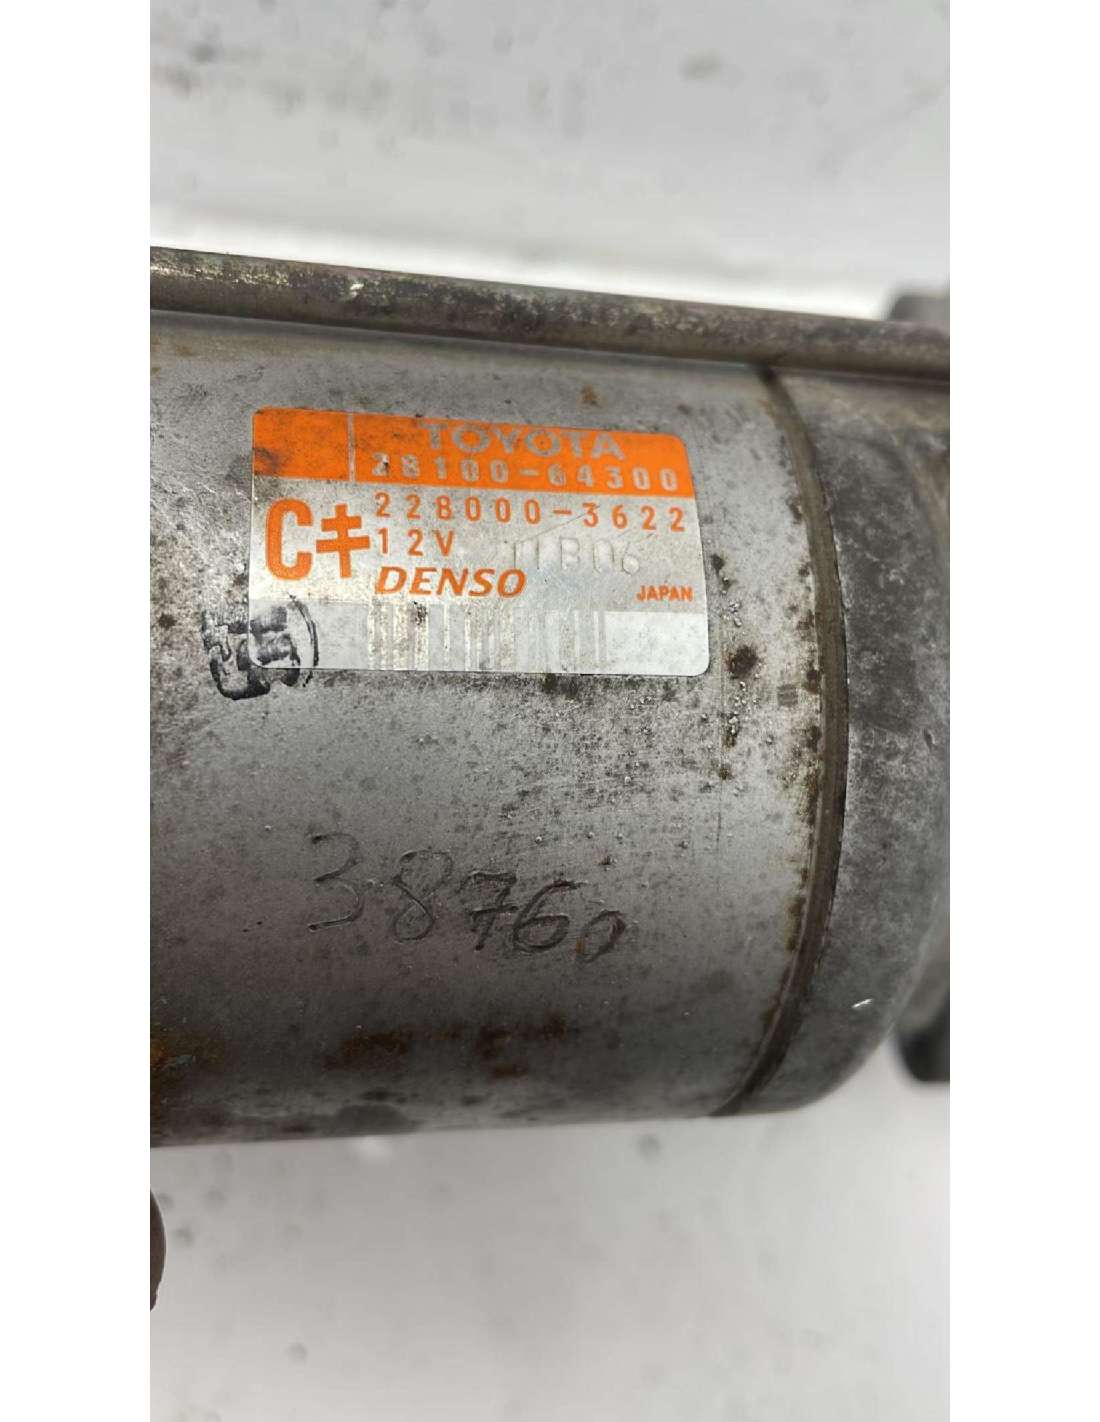 TOYOTA
28100-64300
228000-3622
12V
DENSO
JAPAN
38760